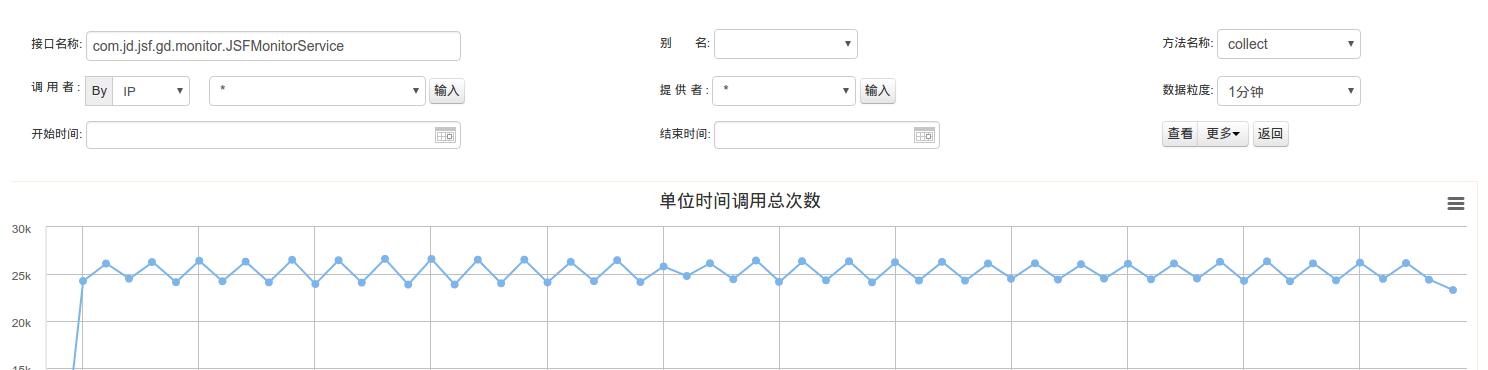 接口名称: com.jd.jsf.gd.monitor.JSFMonitorService 别 名: 方法名称: collect
调 用 者 : By IP * 输入 提 供 者 : * 输入 数据粒度: 1分钟
开始时间: 结束时间: 查看 更多 返回
单位时间调用总次数
30k
25k
20k
15k